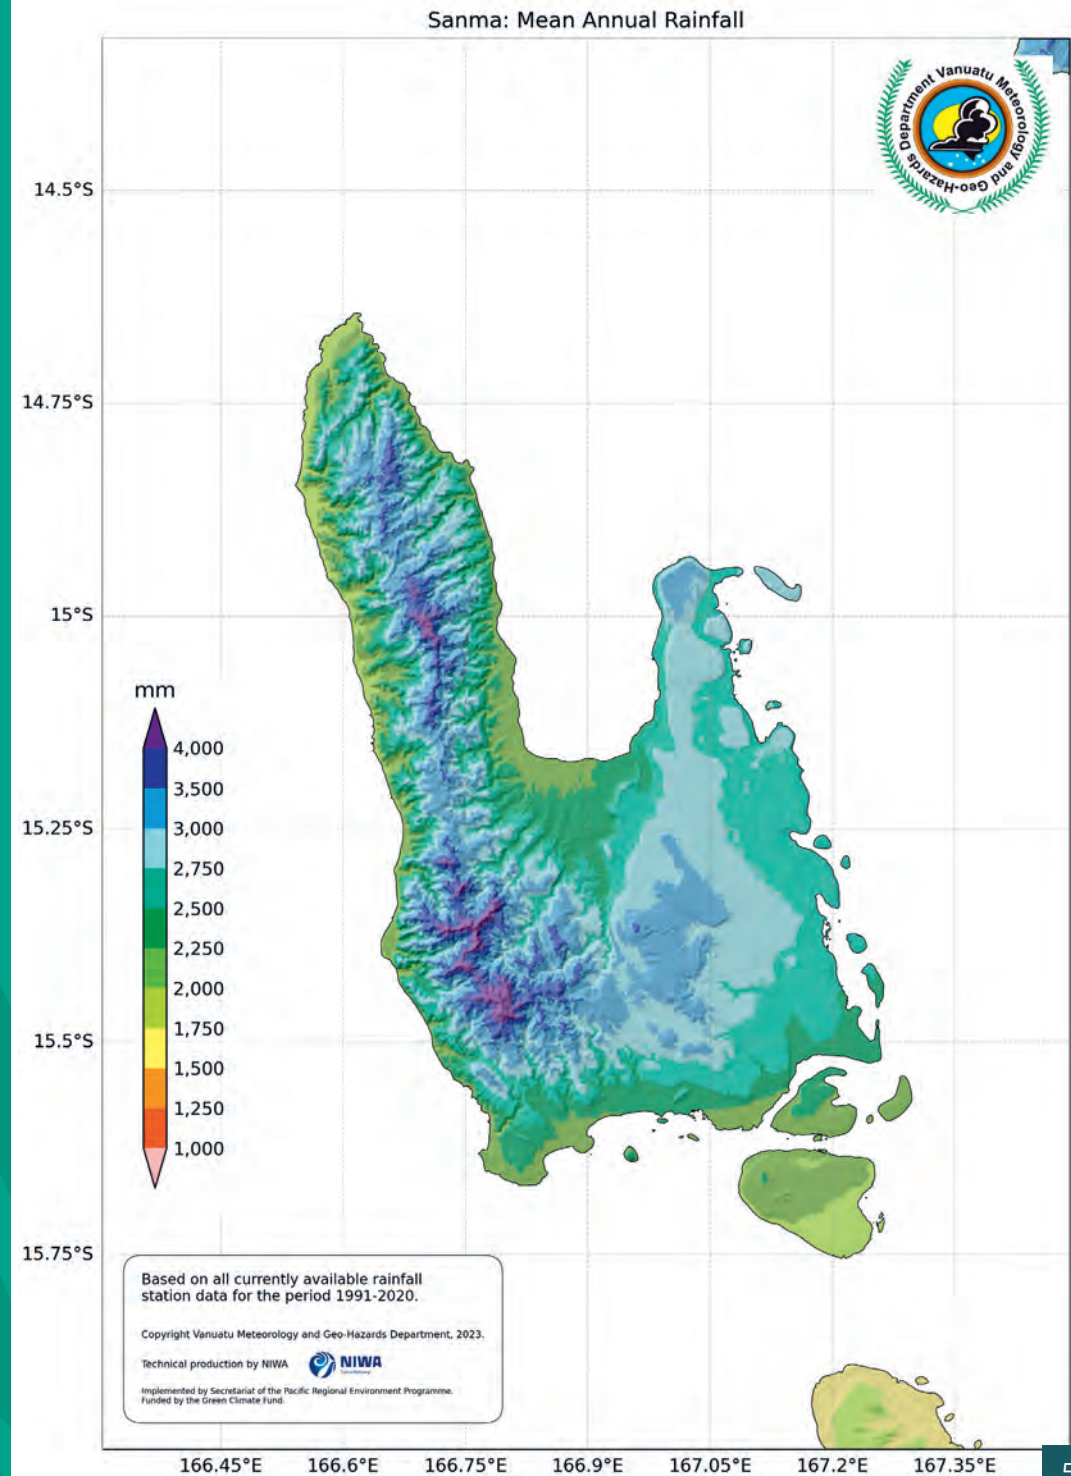 Sanma: Mean Annual Rainfall
Vanuatu Meteorology and Geo-Hazards Department
14.5°S
14.75°S
15°S
mm
4,000
3,500
3,000
15.25°S
2,750
2,500
2,250
2,000
1,750
15.5°S
1,500
1,250
1,000
15.75°S
Based on all currently available rainfall
station data for the period 1991-2020.
Copyright Vanuatu Meteorology and Geo-Hazards Department, 2023.
Technical production by NIWA
NIWA
Implemented by Secretariat of the Pacific Regional Environment Programme.
Funded by the Green Climate Fund.
166.45°E 166.6°E 166.75°E 166.9°E 167.05°E 167.2°E 167.35°E